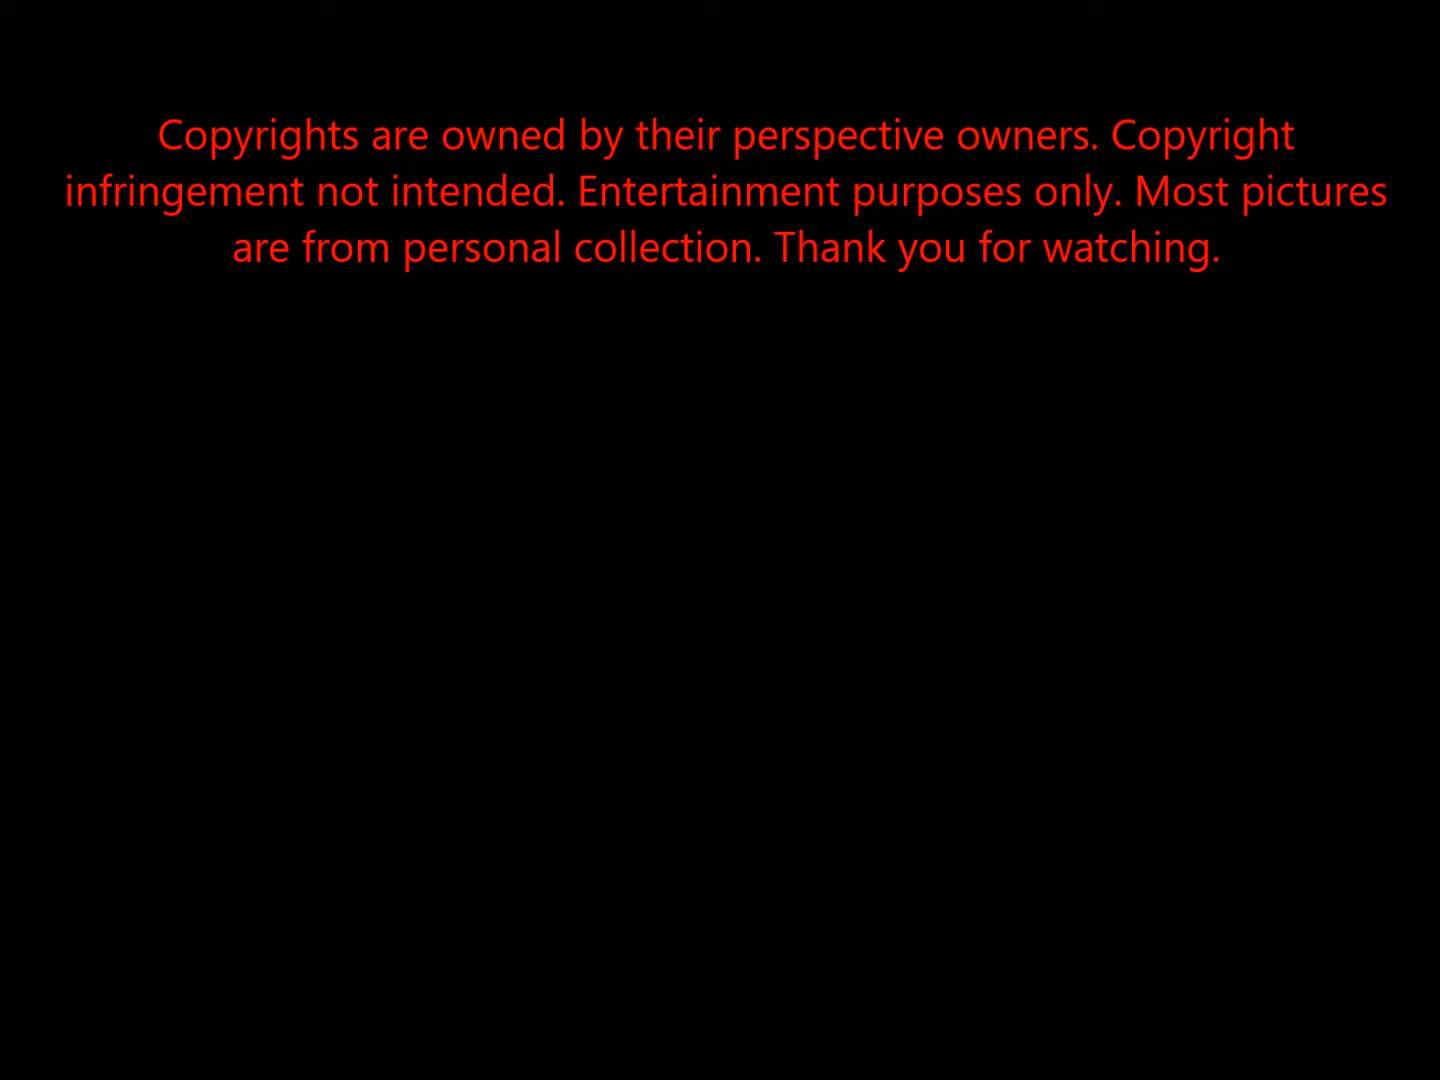 Copyrights are owned by their perspective owners. Copyright
infringement not intended. Entertainment purposes only. Most pictures
are from personal collection. Thank you for watching.